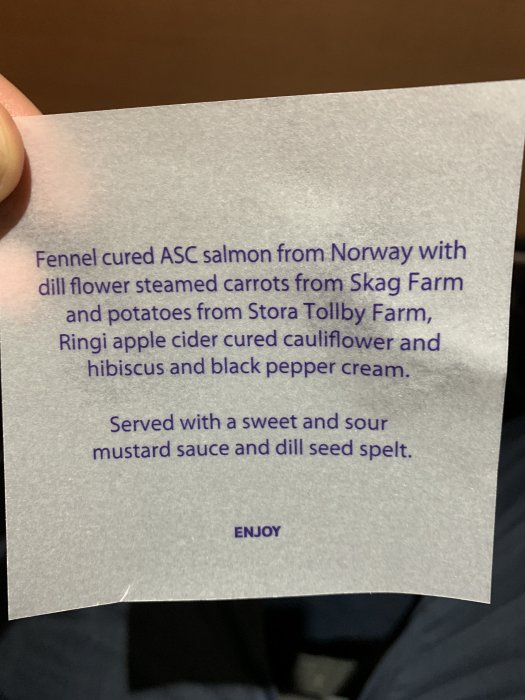 Fennel cured ASC salmon from Norway with
dill flower steamed carrots from Skag Farm
and potatoes from Stora Tollby Farm,
Ringi apple cider cured cauliflower and
hibiscus and black pepper cream.
Served with a sweet and sour
mustard sauce and dill seed spelt.
ENJOY